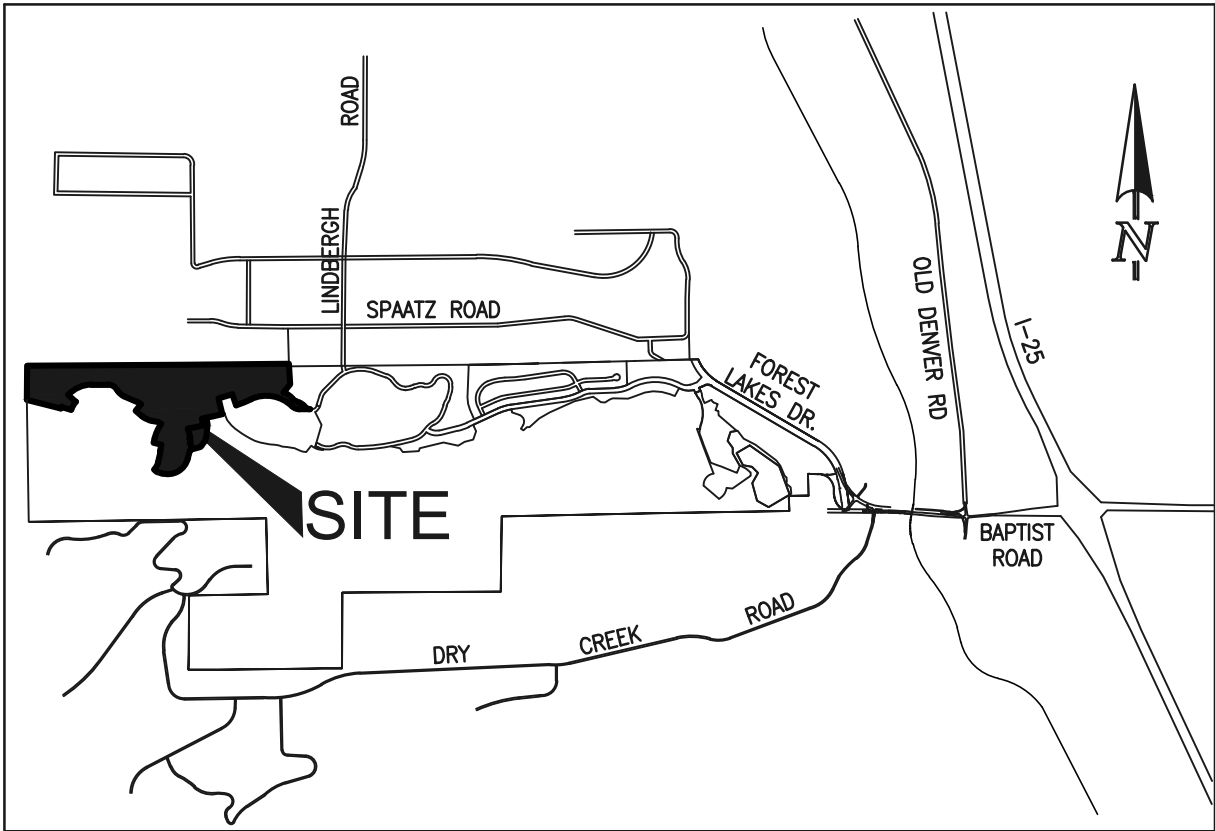 ROAD
LINDBERGH
SPAATZ ROAD
OLD DENVER RD
I-25
N
FOREST
LAKES DR.
SITE
BAPTIST
ROAD
DRY CREEK ROAD